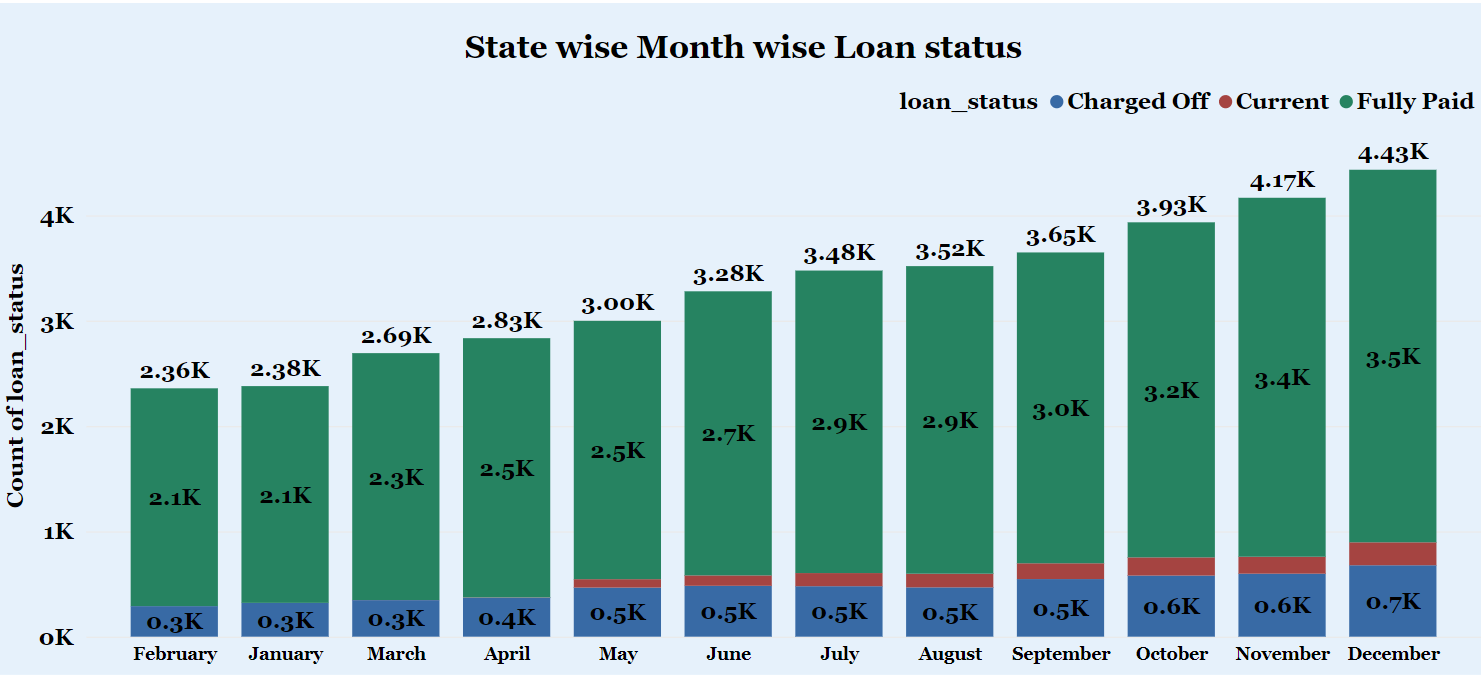 State wise Month wise Loan status
loan_status Charged Off Current Fully Paid
Count of loan_status
4K
3K
2K
1K
0K
2.36K
2.38K
2.69K
2.83K
3.00K
3.28K
3.48K
3.52K
3.65K
3.93K
4.17K
4.43K
2.1K
2.1K
2.3K
2.5K
2.5K
2.7K
2.9K
2.9K
3.0K
3.2K
3.4K
3.5K
0.3K
0.3K
0.3K
0.4K
0.5K
0.5K
0.5K
0.5K
0.5K
0.6K
0.6K
0.7K
February January March April May June July August September October November December